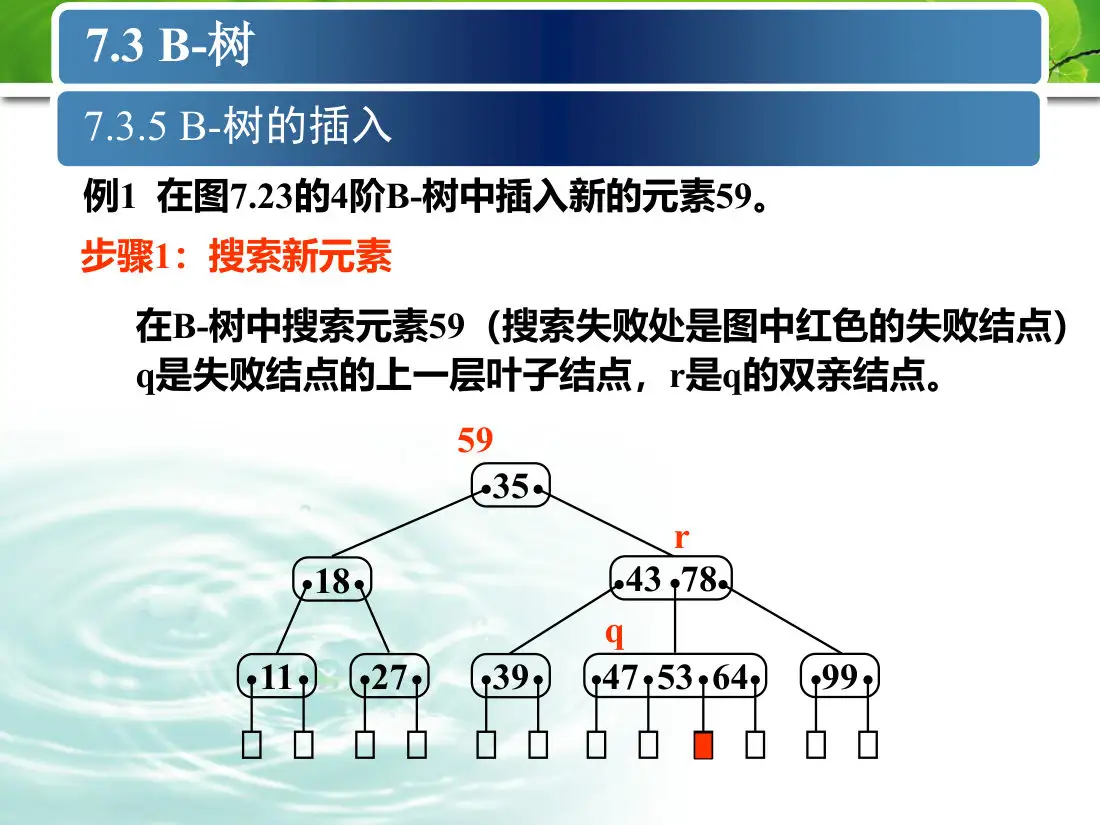 7.3 B-树
7.3.5 B-树的插入
例1 在图7.23的4阶B-树中插入新的元素59。
步骤1：搜索新元素
在B-树中搜索元素59（搜索失败处是图中红色的失败结点）
q是失败结点的上一层叶子结点，r是q的双亲结点。
59
35
r
18
43 78
q
11 27 39 47 53 64 99